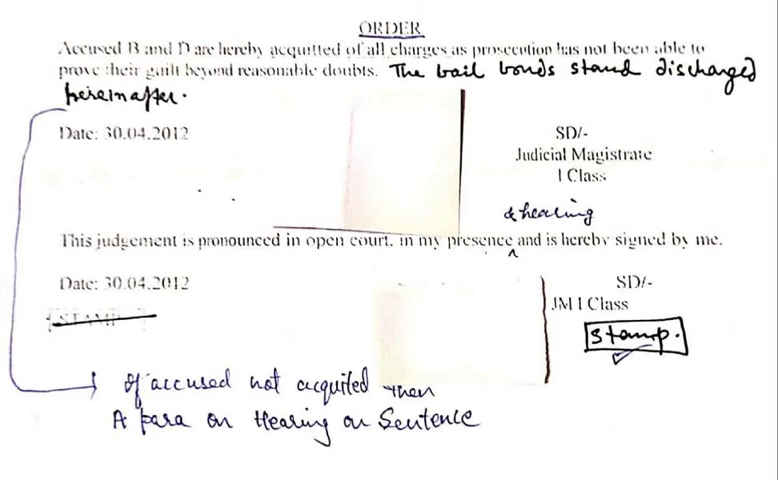 ORDER
Accused B and D are hereby acquitted of all charges as prosecution has not been able to
prove their guilt beyond reasonable doubts. The bail bonds stand discharged
hereinafter.
Date: 30.04.2012
SD/-
Judicial Magistrate
I Class
& hearing
This judgement is pronounced in open court, in my presence ^ and is hereby signed by me.
Date: 30.04.2012
SD/-
JM I Class
STAMP
Stamp.
If accused not acquited then
A para on Hearing on Sentence